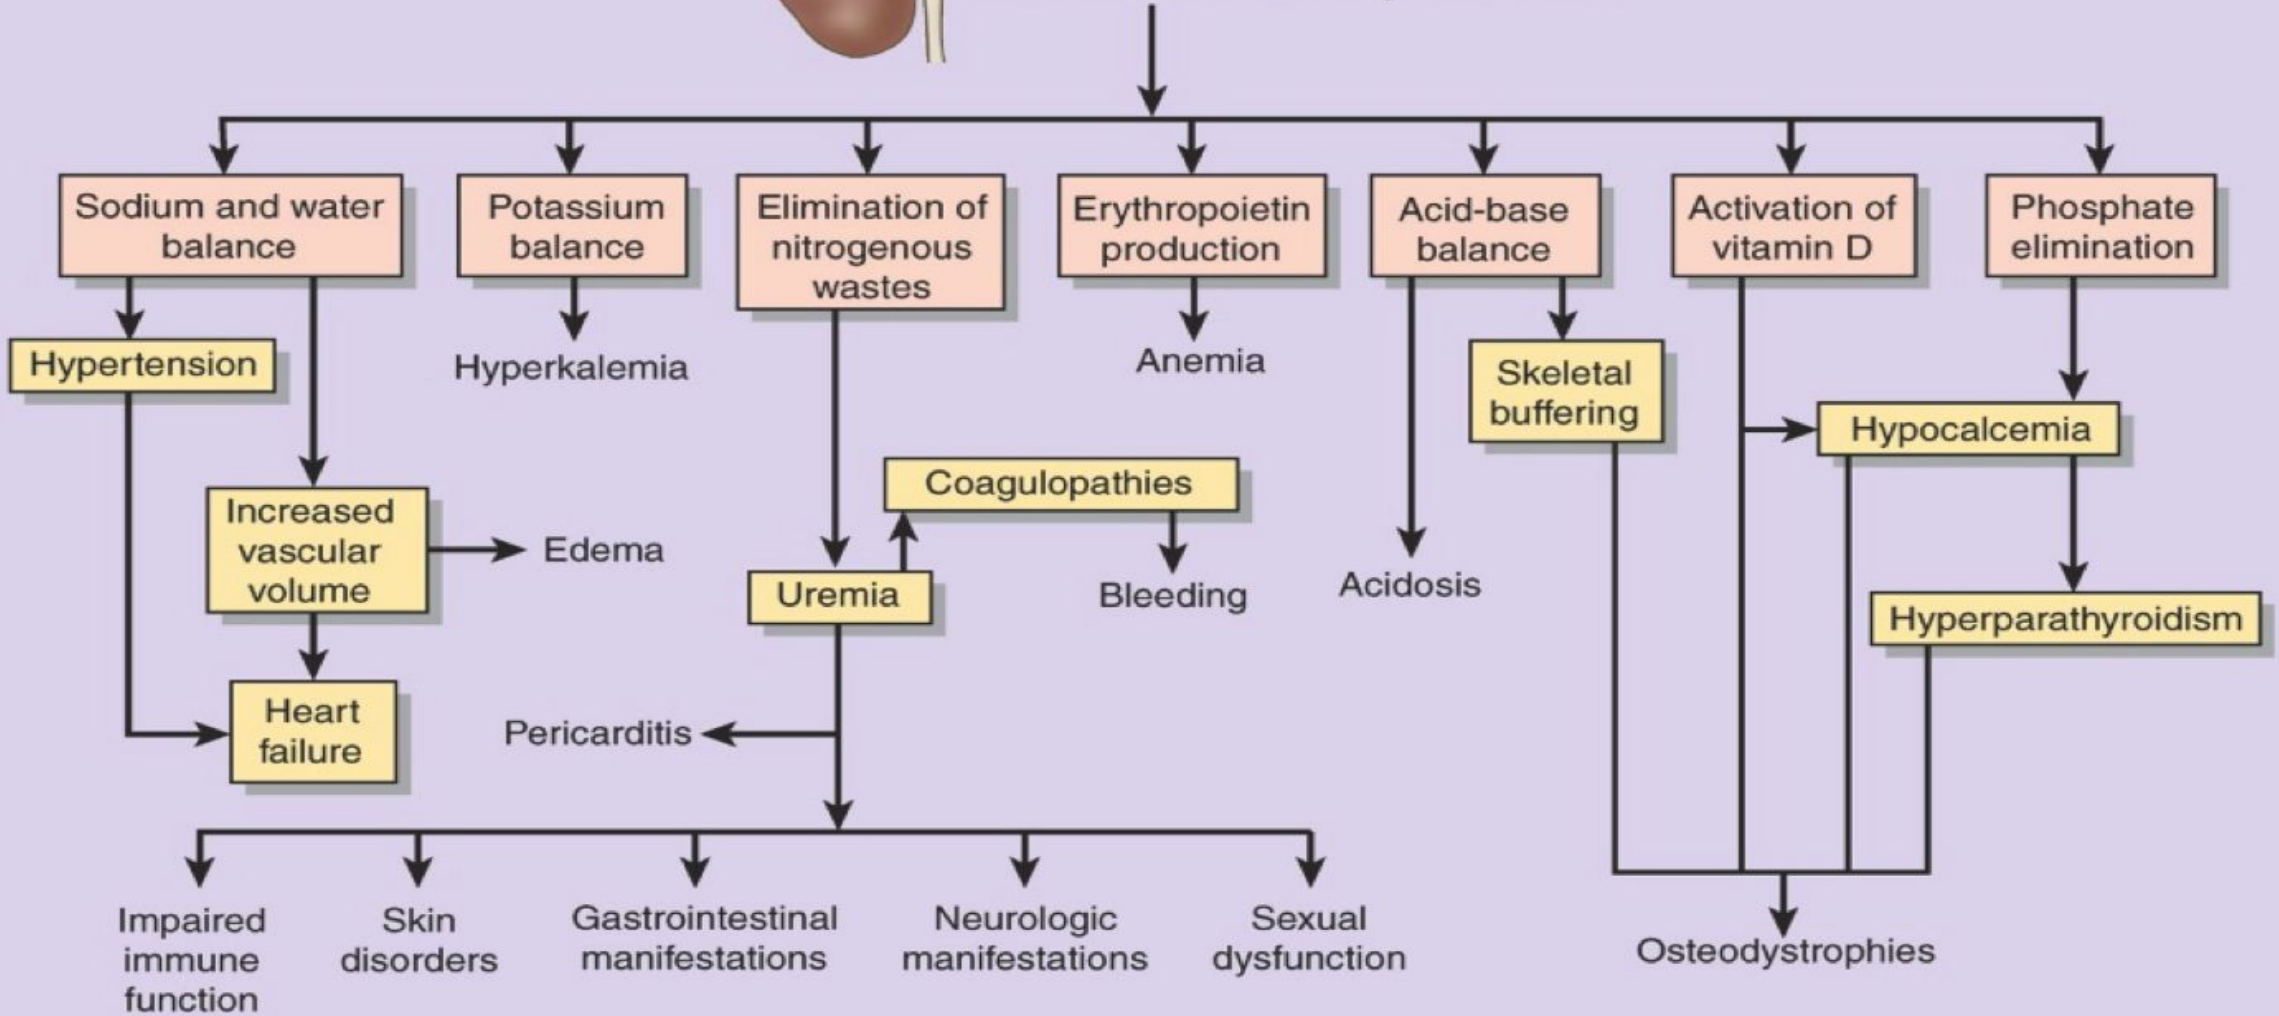 Sodium and water
balance
Potassium
balance
Elimination of
nitrogenous
wastes
Erythropoietin
production
Acid-base
balance
Activation of
vitamin D
Phosphate
elimination
Hypertension
Hyperkalemia
Anemia
Skeletal
buffering
Hypocalcemia
Coagulopathies
Increased
vascular
volume
Edema
Uremia
Bleeding
Acidosis
Hyperparathyroidism
Heart
failure
Pericarditis
Impaired
immune
function
Skin
disorders
Gastrointestinal
manifestations
Neurologic
manifestations
Sexual
dysfunction
Osteodystrophies